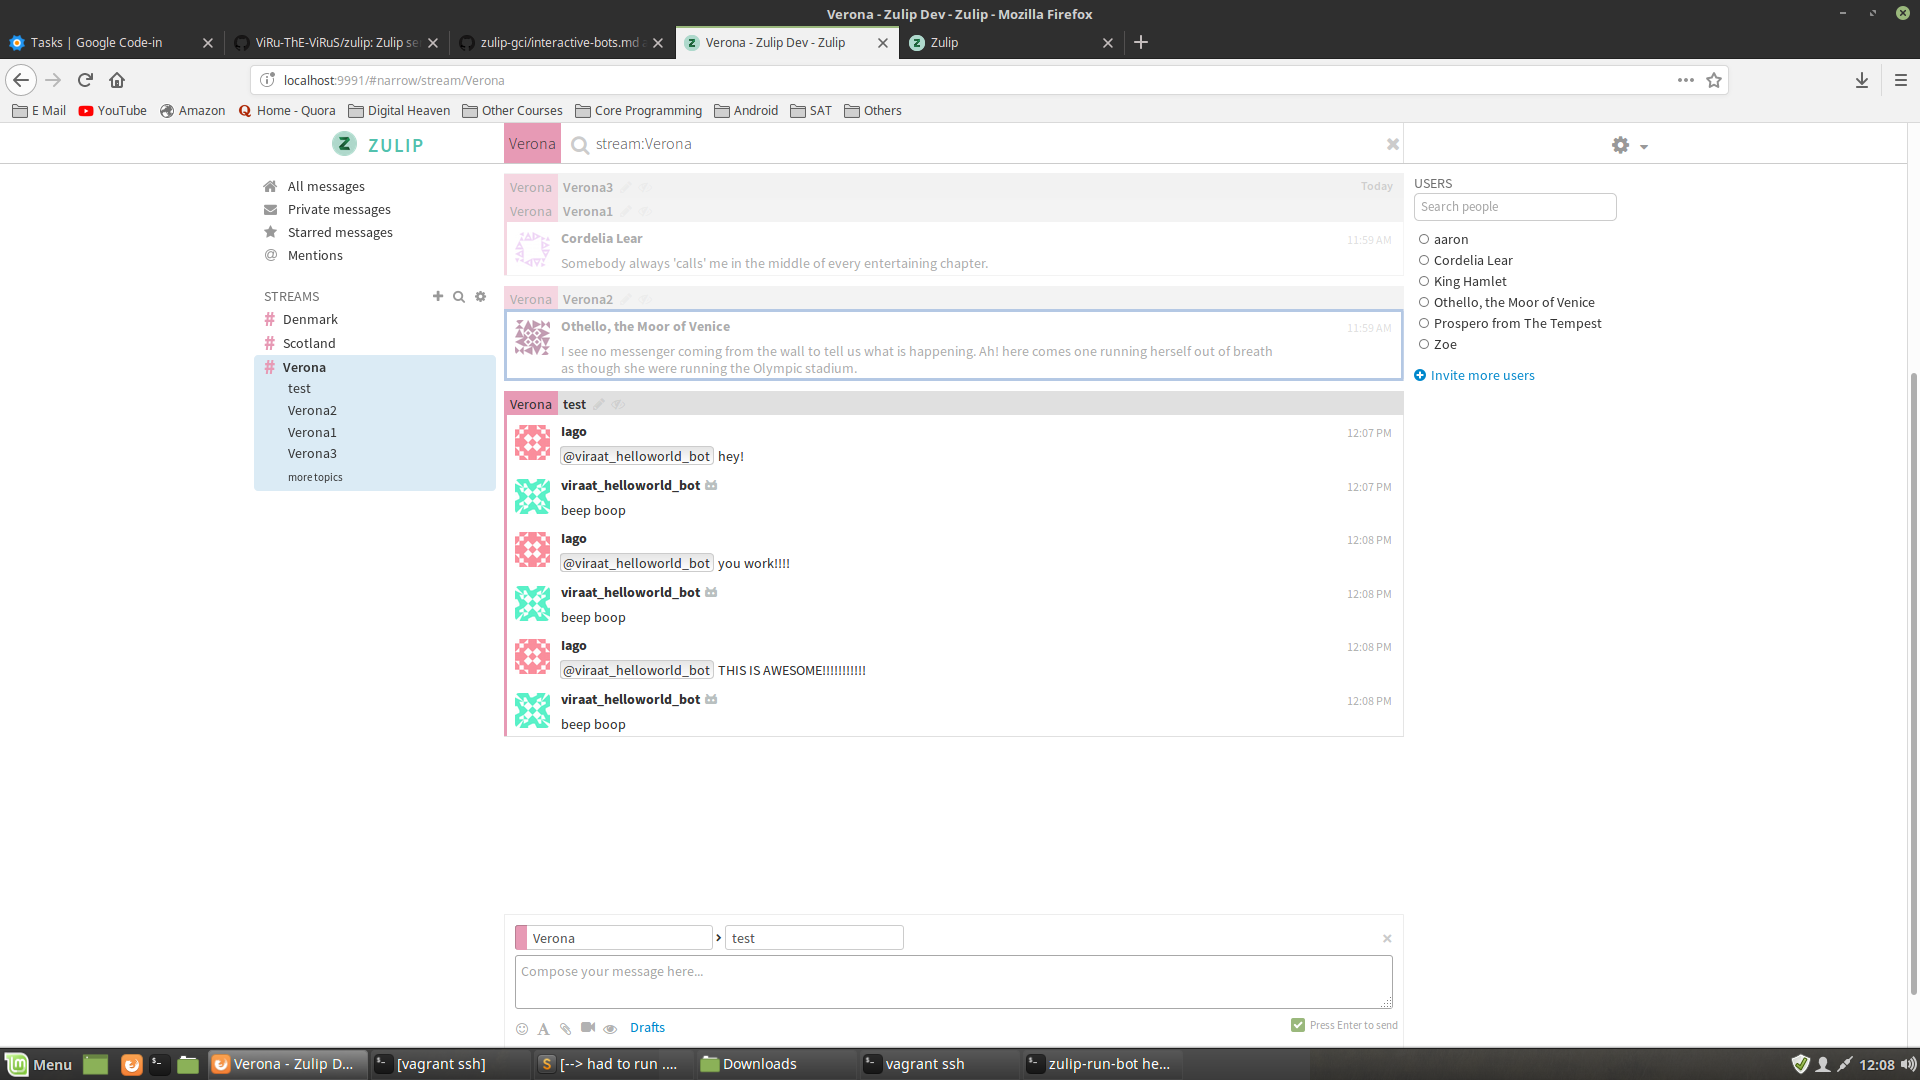 Verona - Zulip Dev - Zulip - Mozilla Firefox
Tasks | Google Code-in
ViRu-ThE-ViRuS/zulip: Zulip se
zulip-gci/interactive-bots.md
Verona - Zulip Dev - Zulip
Zulip
localhost:9991/#narrow/stream/Verona
E Mail YouTube Amazon Home - Quora Digital Heaven Other Courses Core Programming Android SAT Others
ZULIP
Verona stream:Verona
All messages
Private messages
Starred messages
@ Mentions
STREAMS
# Denmark
# Scotland
# Verona
test
Verona2
Verona1
Verona3
more topics
Verona Verona3 Today
Verona Verona1
Cordelia Lear 11:59 AM
Somebody always 'calls' me in the middle of every entertaining chapter.
Verona Verona2
Othello, the Moor of Venice 11:59 AM
I see no messenger coming from the wall to tell us what is happening. Ah! here comes one running herself out of breath
as though she were running the Olympic stadium.
Verona test
Iago 12:07 PM
@viraat_helloworld_bot hey!
viraat_helloworld_bot 12:07 PM
beep boop
Iago 12:08 PM
@viraat_helloworld_bot you work!!!!
viraat_helloworld_bot 12:08 PM
beep boop
Iago 12:08 PM
@viraat_helloworld_bot THIS IS AWESOME!!!!!!!!!!!
viraat_helloworld_bot 12:08 PM
beep boop
USERS
Search people
aaron
Cordelia Lear
King Hamlet
Othello, the Moor of Venice
Prospero from The Tempest
Zoe
Invite more users
Verona > test
Compose your message here...
Drafts
Press Enter to send
Menu
Verona - Zulip D...
[vagrant ssh]
[--> had to run ....
Downloads
vagrant ssh
zulip-run-bot he...
12:08